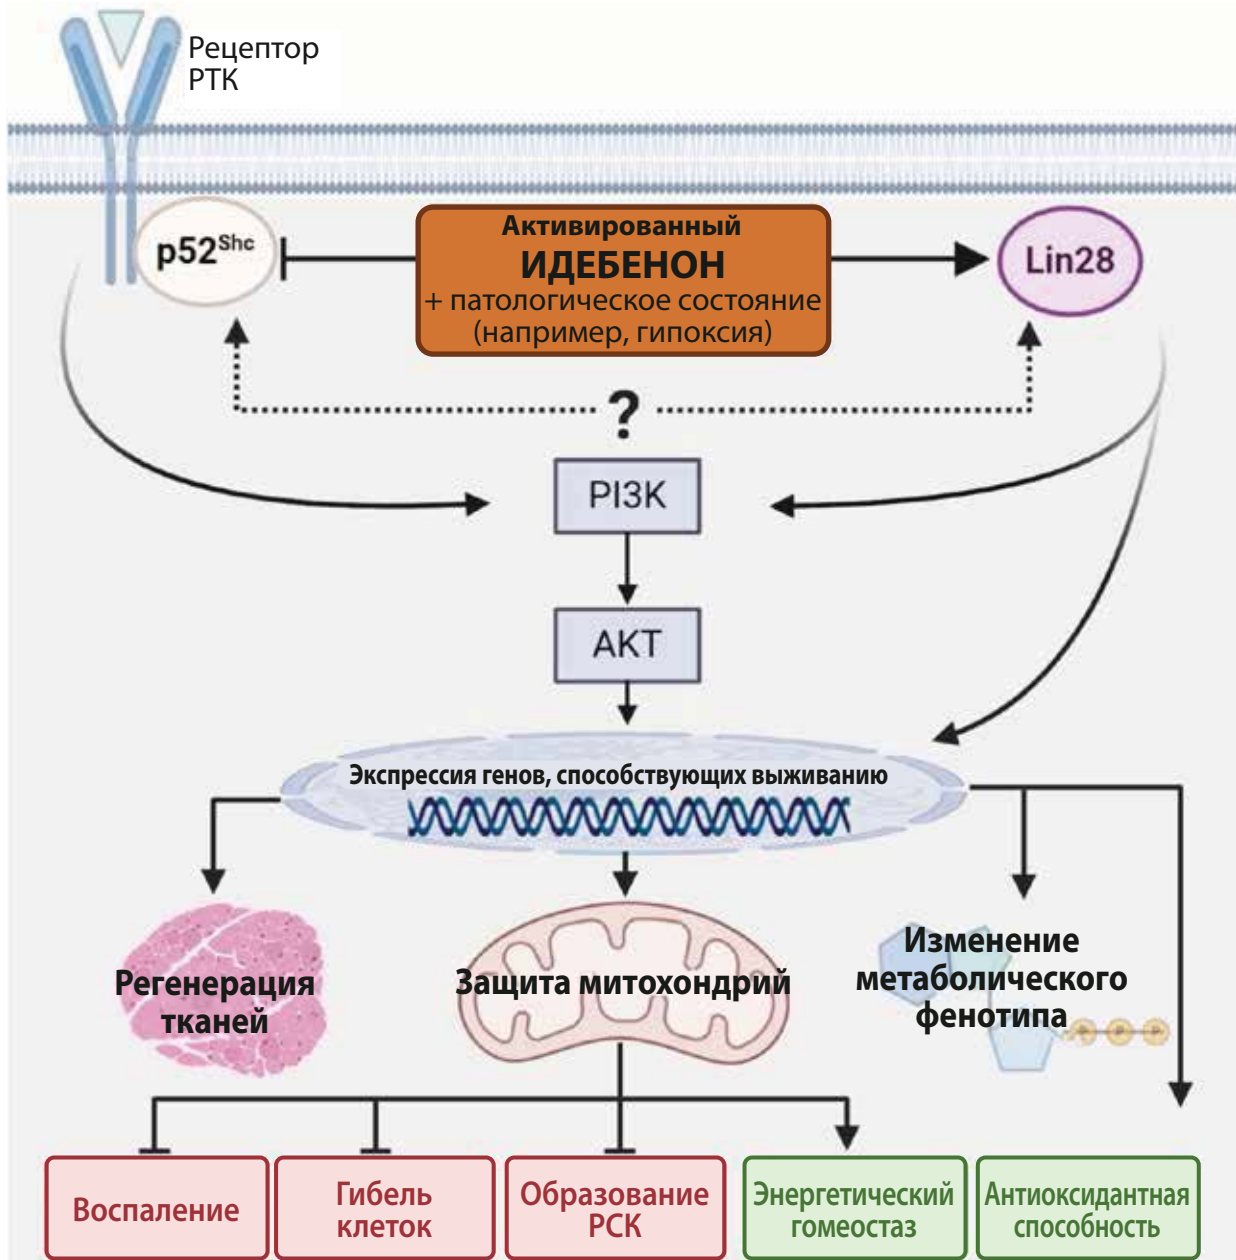 Рецептор
РТК
p52Shc
Активированный
ИДЕБЕНОН
+ патологическое состояние
(например, гипоксия)
Lin28
?
PI3K
AKT
Экспрессия генов, способствующих выживанию
Регенерация
тканей
Защита митохондрий
Изменение
метаболического
фенотипа
P P P
Воспаление
Гибель
клеток
Образование
РСК
Энергетический
гомеостаз
Антиоксидантная
способность